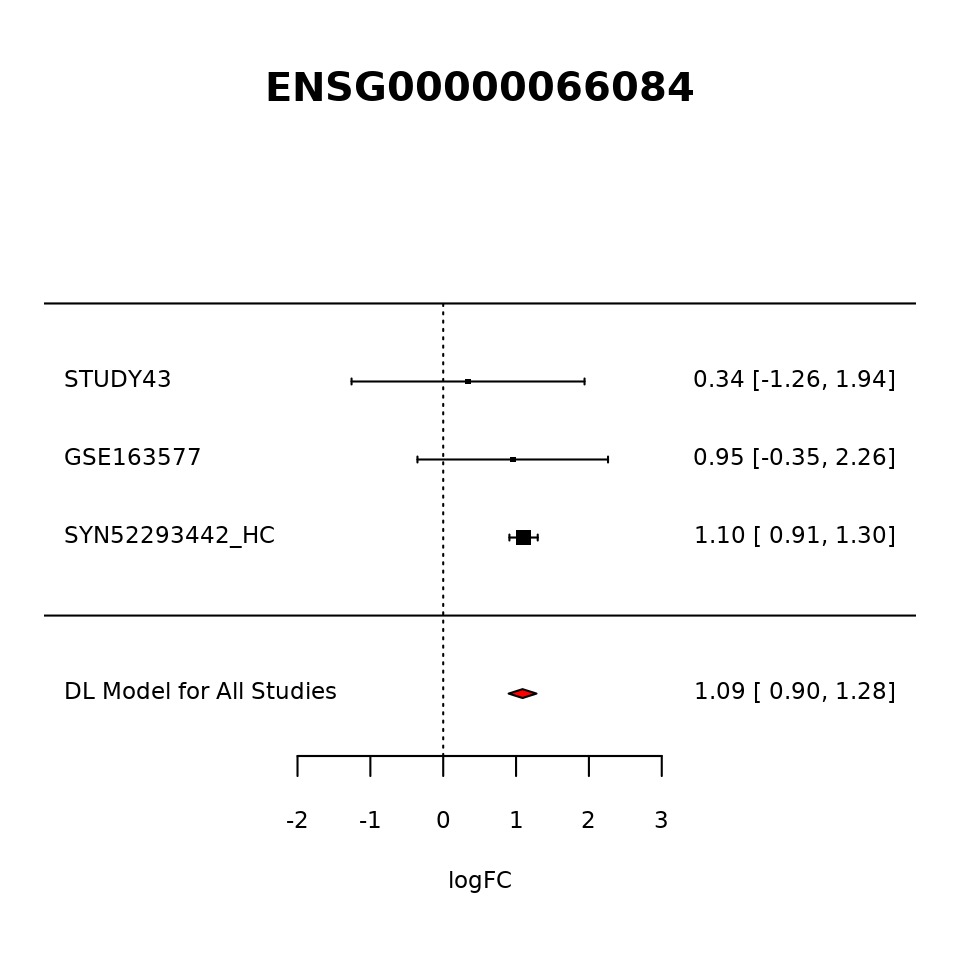 ENSG00000066084
STUDY43 0.34 [-1.26, 1.94]
GSE163577 0.95 [-0.35, 2.26]
SYN52293442_HC 1.10 [ 0.91, 1.30]
DL Model for All Studies 1.09 [ 0.90, 1.28]
-2 -1 0 1 2 3
logFC